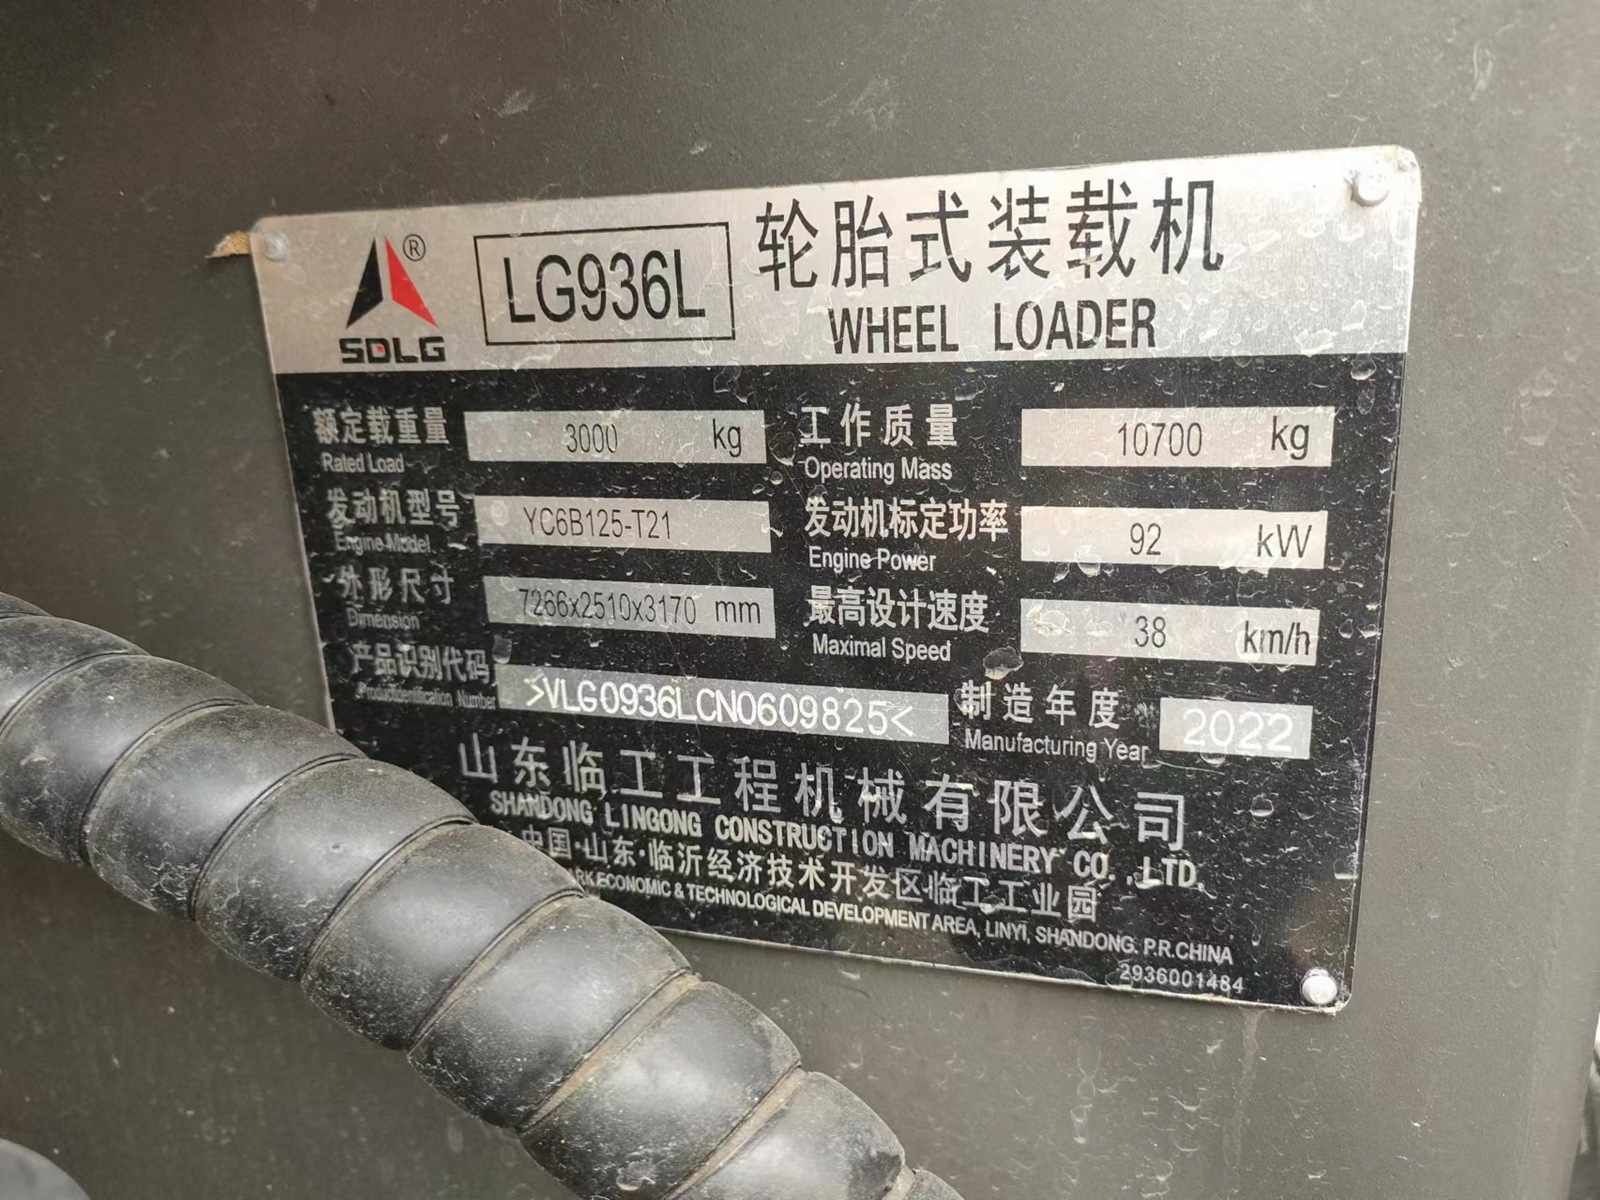 ® LG936L 轮胎式装载机
SDLG WHEEL LOADER
额定载重量 3000 kg 工作质量 10700 kg
Rated Load Operating Mass
发动机型号 YC6B125-T21 发动机标定功率 92 kW
Engine Model Engine Power
外形尺寸 7266x2510x3170 mm 最高设计速度 38 km/h
Dimension Maximal Speed
产品识别代码 >VLG0936LCN0609825< 制造年度 2022
Product Identification Number Manufacturing Year
山东临工工程机械有限公司
SHANDONG LINGONG CONSTRUCTION MACHINERY CO.,LTD.
中国·山东·临沂经济技术开发区临工工业园
ECONOMIC & TECHNOLOGICAL DEVELOPMENT AREA, LINYI, SHANDONG. P.R.CHINA
2936001484